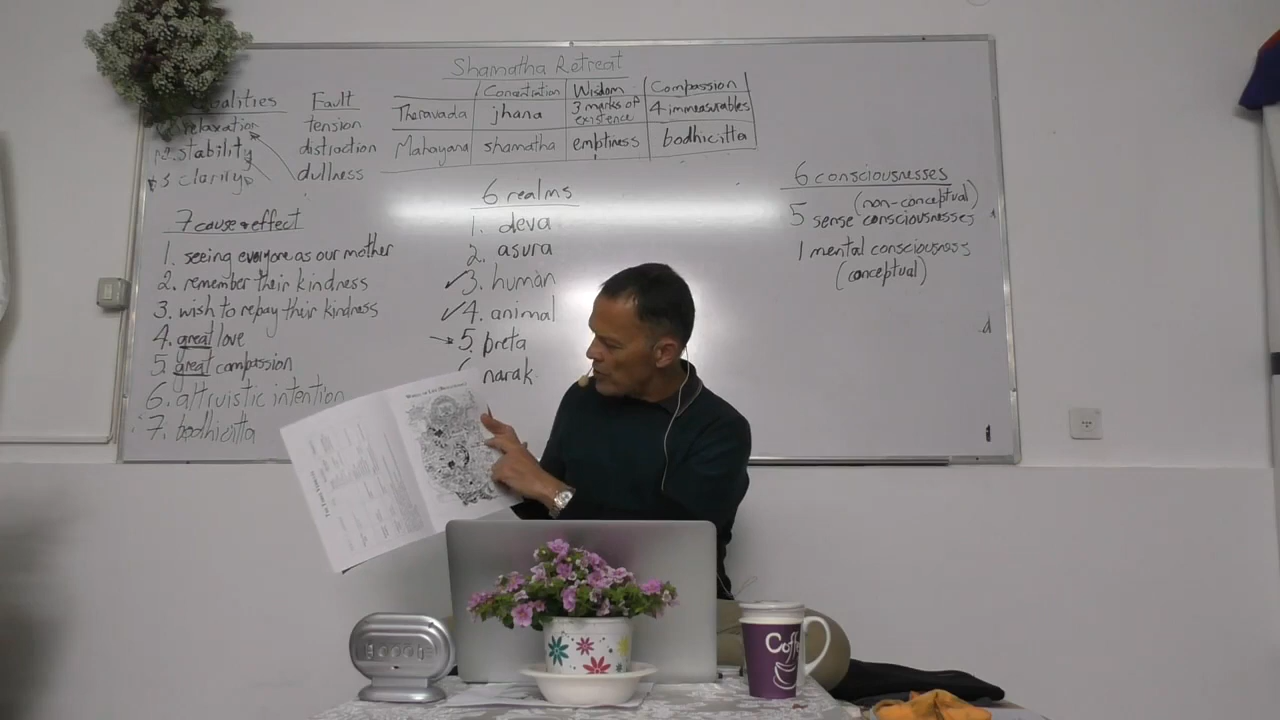 Shamatha Retreat
Qualities Fault
relaxation tension
2. stability distraction
3 clarity dullness
Concentration Wisdom Compassion
Theravada jhana 3 marks of existence 4 immeasurables
Mahayana shamatha emptiness bodhicitta
7 cause & effect
1. seeing everyone as our mother
2. remember their kindness
3. wish to repay their kindness
4. great love
5. great compassion
6. altruistic intention
7. bodhicitta
6 realms
1. deva
2. asura
✓3. human
✓4. animal
→5. preta
narak
6 consciousnesses
(non-conceptual)
5 sense consciousnesses
1 mental consciousness
(conceptual)